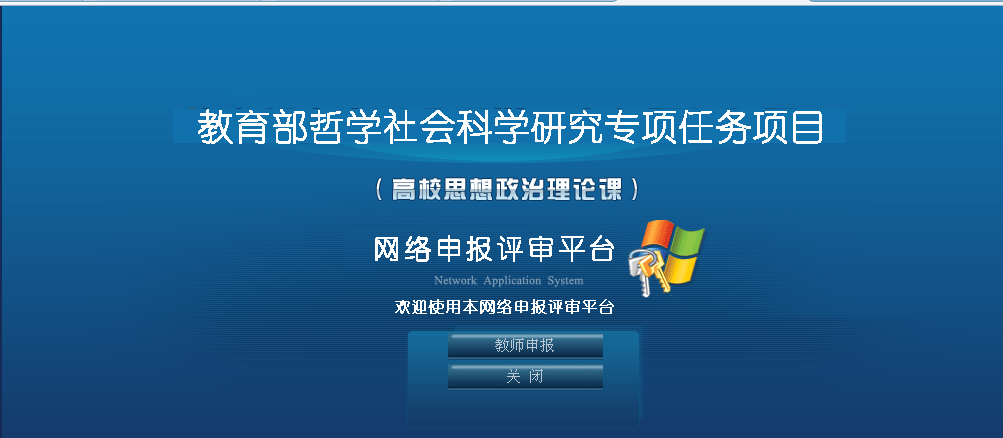 教育部哲学社会科学研究专项任务项目
（高校思想政治理论课）
网络申报评审平台
Network Application System
欢迎使用本网络申报评审平台
教师申报
关 闭